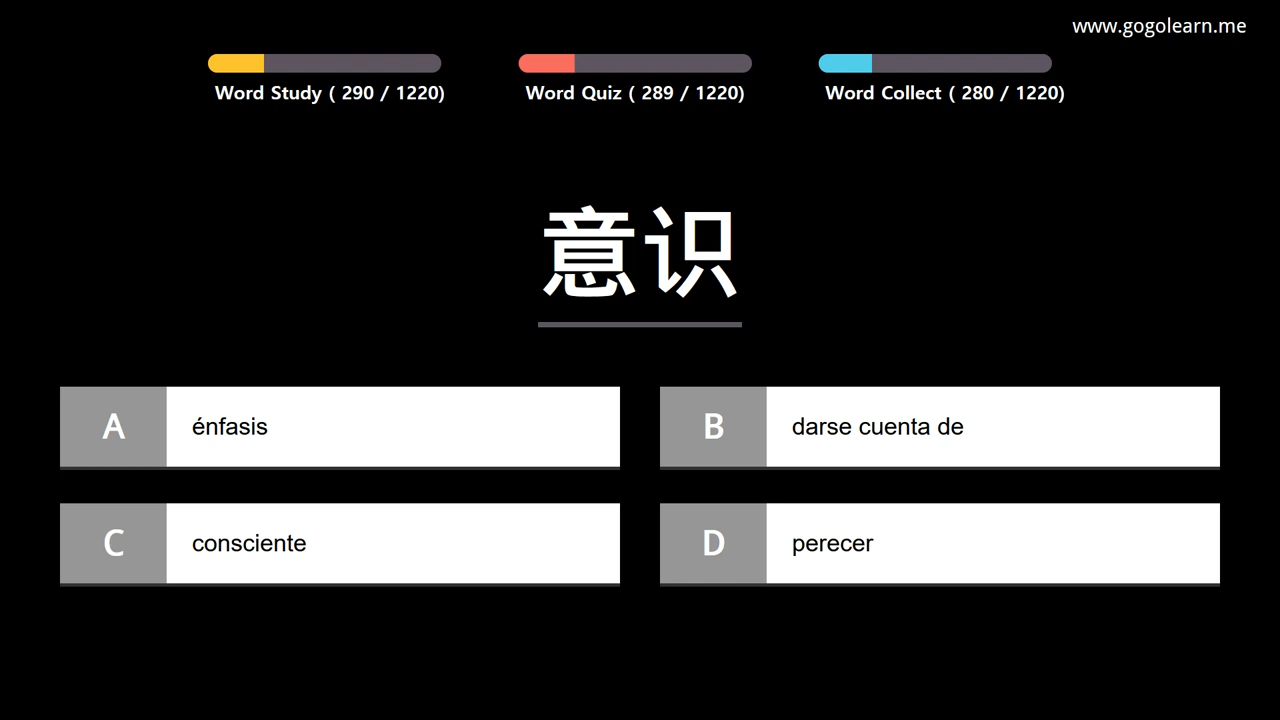 www.gogolearn.me
Word Study ( 290 / 1220)
Word Quiz ( 289 / 1220)
Word Collect ( 280 / 1220)
意识
A énfasis
B darse cuenta de
C consciente
D perecer